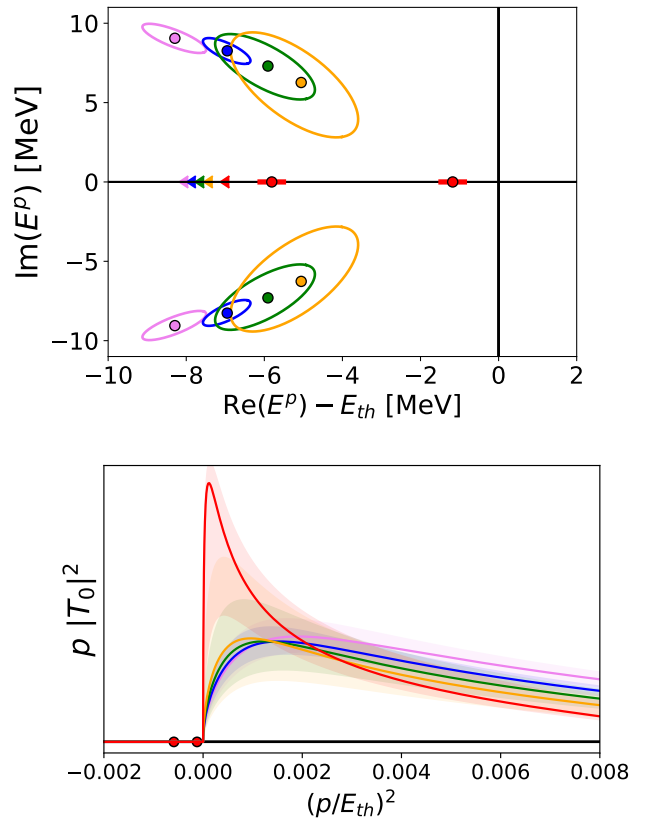 10
5
0
−5
−10
Im(E^p) [MeV]
−10 −8 −6 −4 −2 0 2
Re(E^p) − E_th [MeV]
p |T_0|^2
−0.002 0.000 0.002 0.004 0.006 0.008
(p/E_th)^2